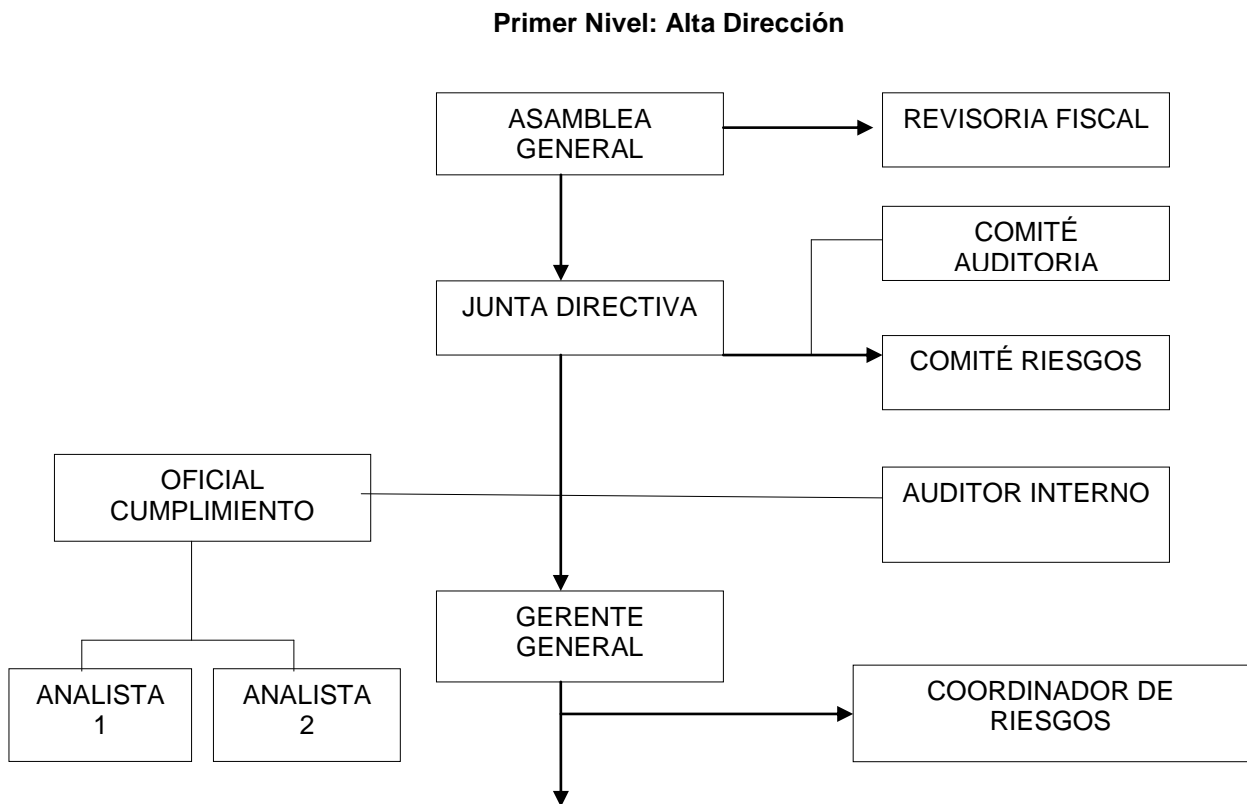 Primer Nivel: Alta Dirección
ASAMBLEA
GENERAL
REVISORIA FISCAL
COMITÉ
AUDITORIA
JUNTA DIRECTIVA
COMITÉ RIESGOS
OFICIAL
CUMPLIMIENTO
AUDITOR INTERNO
GERENTE
GENERAL
ANALISTA
1
ANALISTA
2
COORDINADOR DE
RIESGOS